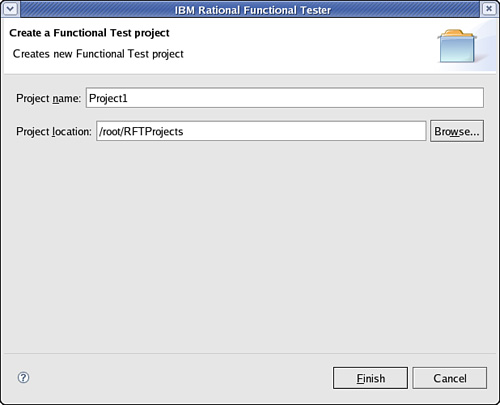 IBM Rational Functional Tester
Create a Functional Test project
Creates new Functional Test project
Project name: Project1
Project location: /root/RFTProjects Browse...
? Finish Cancel